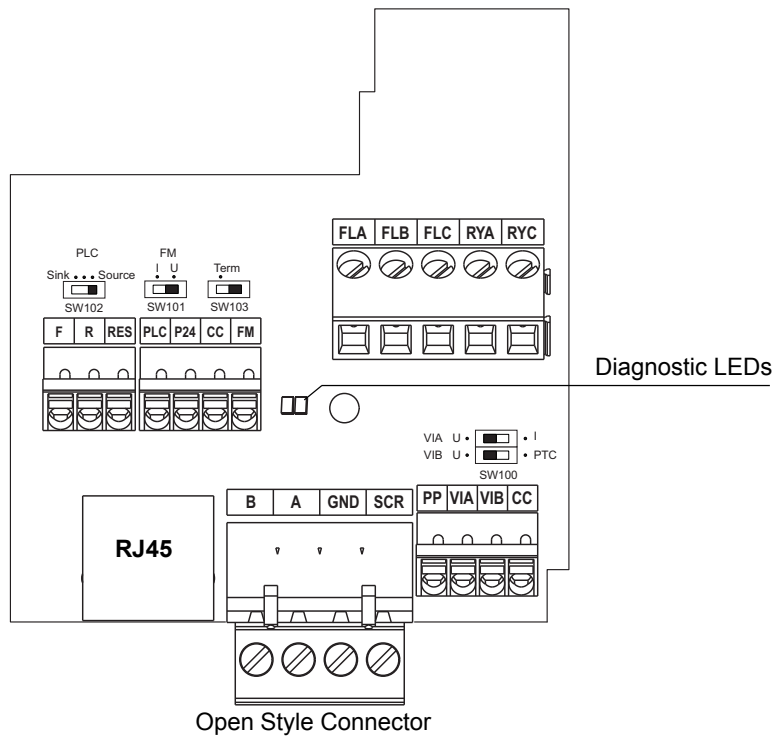 FLA FLB FLC RYA RYC
PLC FM
I U
Sink Source Term
SW102 SW101 SW103
F R RES PLC P24 CC FM
Diagnostic LEDs
VIA U I
VIB U PTC
SW100
PP VIA VIB CC
B A GND SCR
RJ45
Open Style Connector